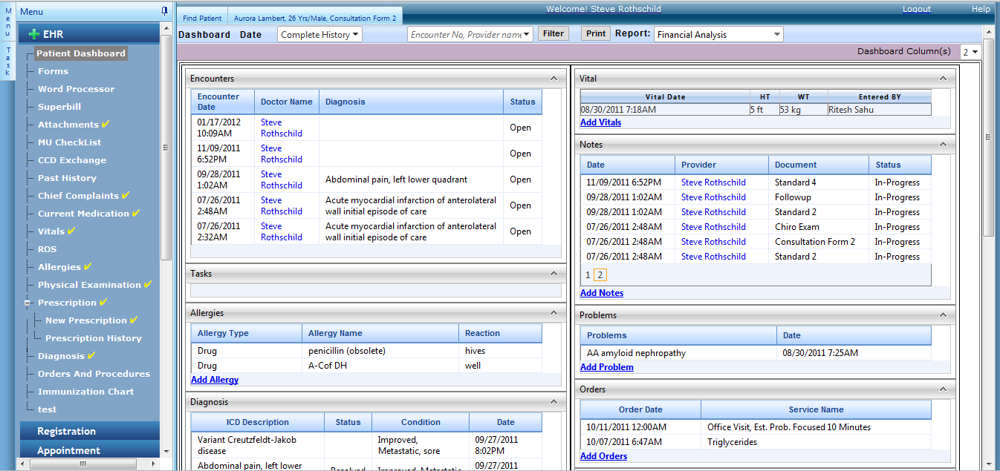 Menu
Task
Menu
EHR
Patient Dashboard
Forms
Word Processor
Superbill
Attachments
MU CheckList
CCD Exchange
Past History
Chief Complaints
Current Medication
Vitals
ROS
Allergies
Physical Examination
Prescription
New Prescription
Prescription History
Diagnosis
Orders And Procedures
Immunization Chart
test
Registration
Appointment
Find Patient
Aurora Lambert, 26 Yrs/Male, Consultation Form 2
Welcome! Steve Rothschild
Logout
Help
Dashboard Date Complete History
Encounter No, Provider name
Filter
Print
Report: Financial Analysis
Dashboard Column(s) 2
Encounters
Encounter Date Doctor Name Diagnosis Status
01/17/2012 10:09AM Steve Rothschild Open
11/09/2011 6:52PM Steve Rothschild Open
09/28/2011 1:02AM Steve Rothschild Abdominal pain, left lower quadrant Open
07/26/2011 2:48AM Steve Rothschild Acute myocardial infarction of anterolateral wall initial episode of care Open
07/26/2011 2:32AM Steve Rothschild Acute myocardial infarction of anterolateral wall initial episode of care Open
Tasks
Allergies
Allergy Type Allergy Name Reaction
Drug penicillin (obsolete) hives
Drug A-Cof DH well
Add Allergy
Diagnosis
ICD Description Status Condition Date
Variant Creutzfeldt-Jakob disease Improved, Metastatic, sore 09/27/2011 8:02PM
Abdominal pain, left lower Resolved Improved, Metastatic 09/27/2011
Vital
Vital Date HT WT Entered BY
08/30/2011 7:18AM 5 ft 53 kg Ritesh Sahu
Add Vitals
Notes
Date Provider Document Status
11/09/2011 6:52PM Steve Rothschild Standard 4 In-Progress
09/28/2011 1:02AM Steve Rothschild Followup In-Progress
09/28/2011 1:02AM Steve Rothschild Standard 2 In-Progress
07/26/2011 2:48AM Steve Rothschild Chiro Exam In-Progress
07/26/2011 2:48AM Steve Rothschild Consultation Form 2 In-Progress
07/26/2011 2:48AM Steve Rothschild Standard 2 In-Progress
1 2
Add Notes
Problems
Problems Date
AA amyloid nephropathy 08/30/2011 7:25AM
Add Problem
Orders
Order Date Service Name
10/11/2011 12:00AM Office Visit, Est. Prob. Focused 10 Minutes
10/07/2011 6:47AM Triglycerides
Add Orders